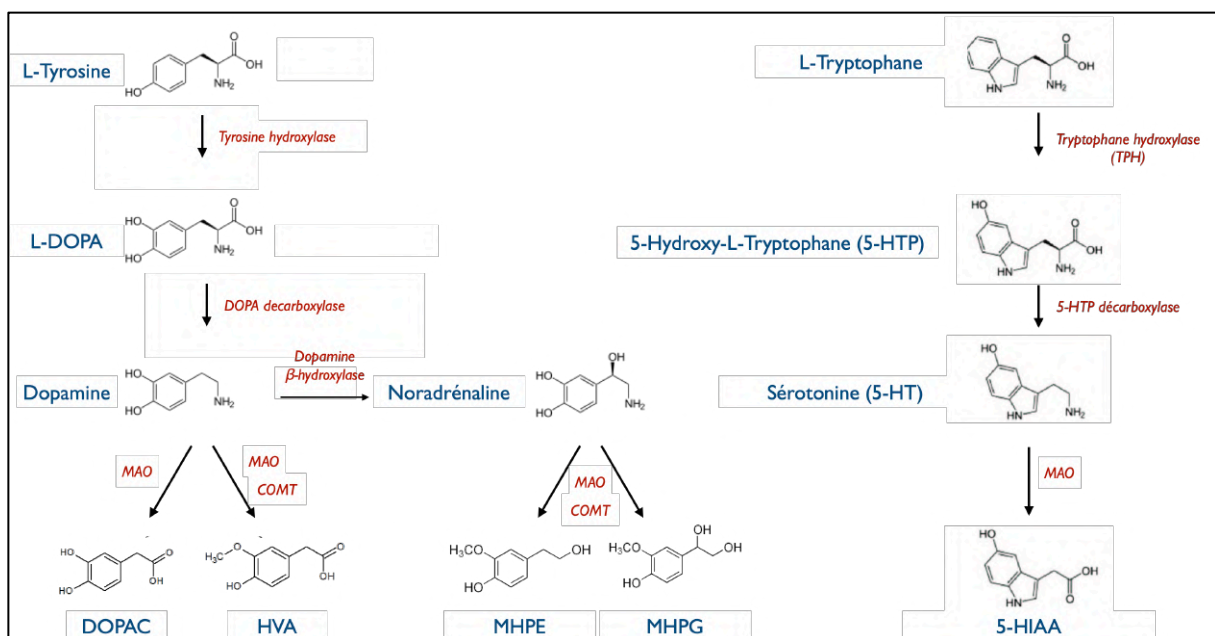 L-Tyrosine
O
OH
NH2
HO
L-Tryptophane
O
OH
NH2
HN
Tyrosine hydroxylase
Tryptophane hydroxylase
(TPH)
L-DOPA
HO
HO
O
OH
NH2
5-Hydroxy-L-Tryptophane (5-HTP)
HO
O
OH
NH2
HN
DOPA decarboxylase
5-HTP décarboxylase
Dopamine
β-hydroxylase
Dopamine
HO
HO
NH2
Noradrénaline
OH
HO
HO
NH2
Sérotonine (5-HT)
HO
NH2
HN
MAO
MAO
COMT
MAO
COMT
MAO
HO
HO
O
OH
H3C
O
HO
O
OH
H3CO
HO
OH
H3CO
HO
OH
OH
HO
HN
OH
O
DOPAC
HVA
MHPE
MHPG
5-HIAA